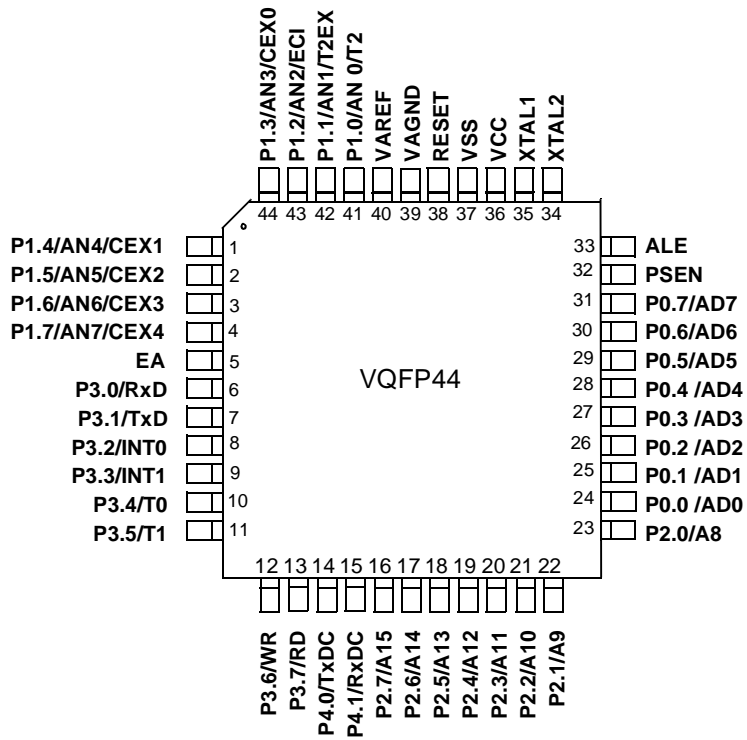 P1.3/AN3/CEX0
P1.2/AN2/ECI
P1.1/AN1/T2EX
P1.0/AN 0/T2
VAREF
VAGND
RESET
VSS
VCC
XTAL1
XTAL2
44 43 42 41 40 39 38 37 36 35 34
P1.4/AN4/CEX1 1
P1.5/AN5/CEX2 2
P1.6/AN6/CEX3 3
P1.7/AN7/CEX4 4
EA 5
P3.0/RxD 6
P3.1/TxD 7
P3.2/INT0 8
P3.3/INT1 9
P3.4/T0 10
P3.5/T1 11
VQFP44
33 ALE
32 PSEN
31 P0.7/AD7
30 P0.6/AD6
29 P0.5/AD5
28 P0.4 /AD4
27 P0.3 /AD3
26 P0.2 /AD2
25 P0.1 /AD1
24 P0.0 /AD0
23 P2.0/A8
12 13 14 15 16 17 18 19 20 21 22
P3.6/WR
P3.7/RD
P4.0/TxDC
P4.1/RxDC
P2.7/A15
P2.6/A14
P2.5/A13
P2.4/A12
P2.3/A11
P2.2/A10
P2.1/A9